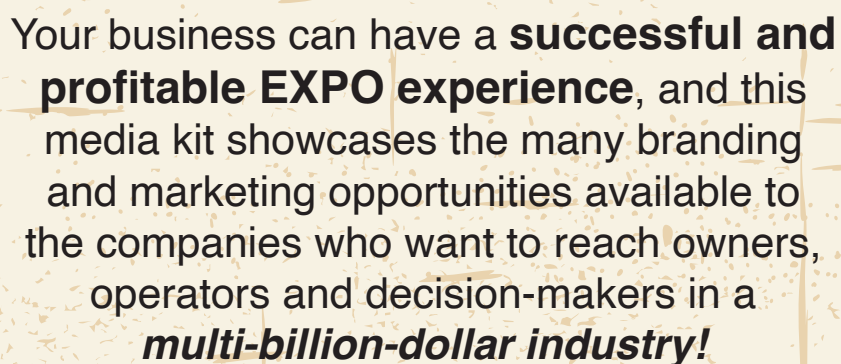 Your business can have a successful and
profitable EXPO experience, and this
media kit showcases the many branding
and marketing opportunities available to
the companies who want to reach owners,
operators and decision-makers in a
multi-billion-dollar industry!